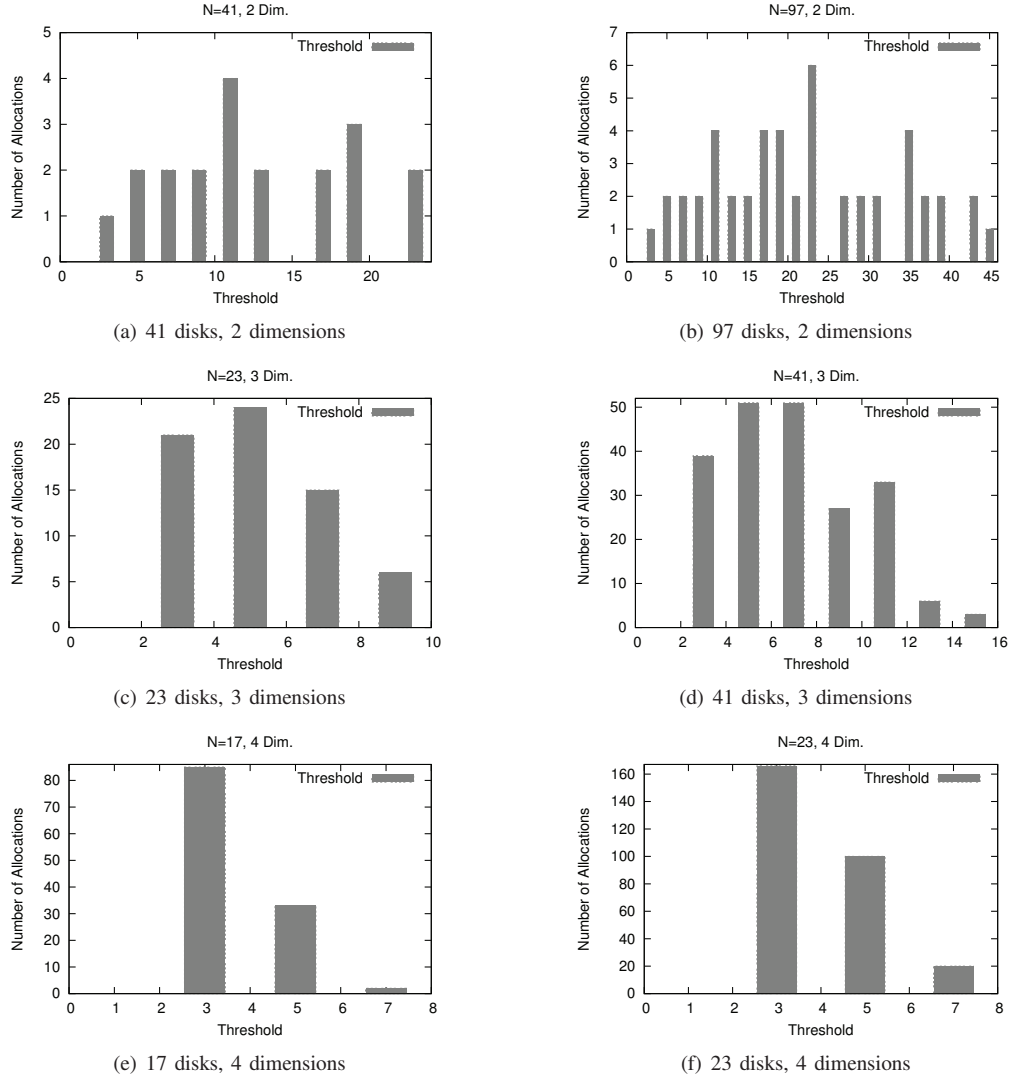 N=41, 2 Dim.
Threshold
Number of Allocations
5
4
3
2
1
0
0 5 10 15 20
Threshold
(a) 41 disks, 2 dimensions
N=97, 2 Dim.
Threshold
Number of Allocations
7
6
5
4
3
2
1
0
0 5 10 15 20 25 30 35 40 45
Threshold
(b) 97 disks, 2 dimensions
N=23, 3 Dim.
Threshold
Number of Allocations
25
20
15
10
5
0
0 2 4 6 8 10
Threshold
(c) 23 disks, 3 dimensions
N=41, 3 Dim.
Threshold
Number of Allocations
50
40
30
20
10
0
0 2 4 6 8 10 12 14 16
Threshold
(d) 41 disks, 3 dimensions
N=17, 4 Dim.
Threshold
Number of Allocations
80
70
60
50
40
30
20
10
0
0 1 2 3 4 5 6 7 8
Threshold
(e) 17 disks, 4 dimensions
N=23, 4 Dim.
Threshold
Number of Allocations
160
140
120
100
80
60
40
20
0
0 1 2 3 4 5 6 7 8
Threshold
(f) 23 disks, 4 dimensions